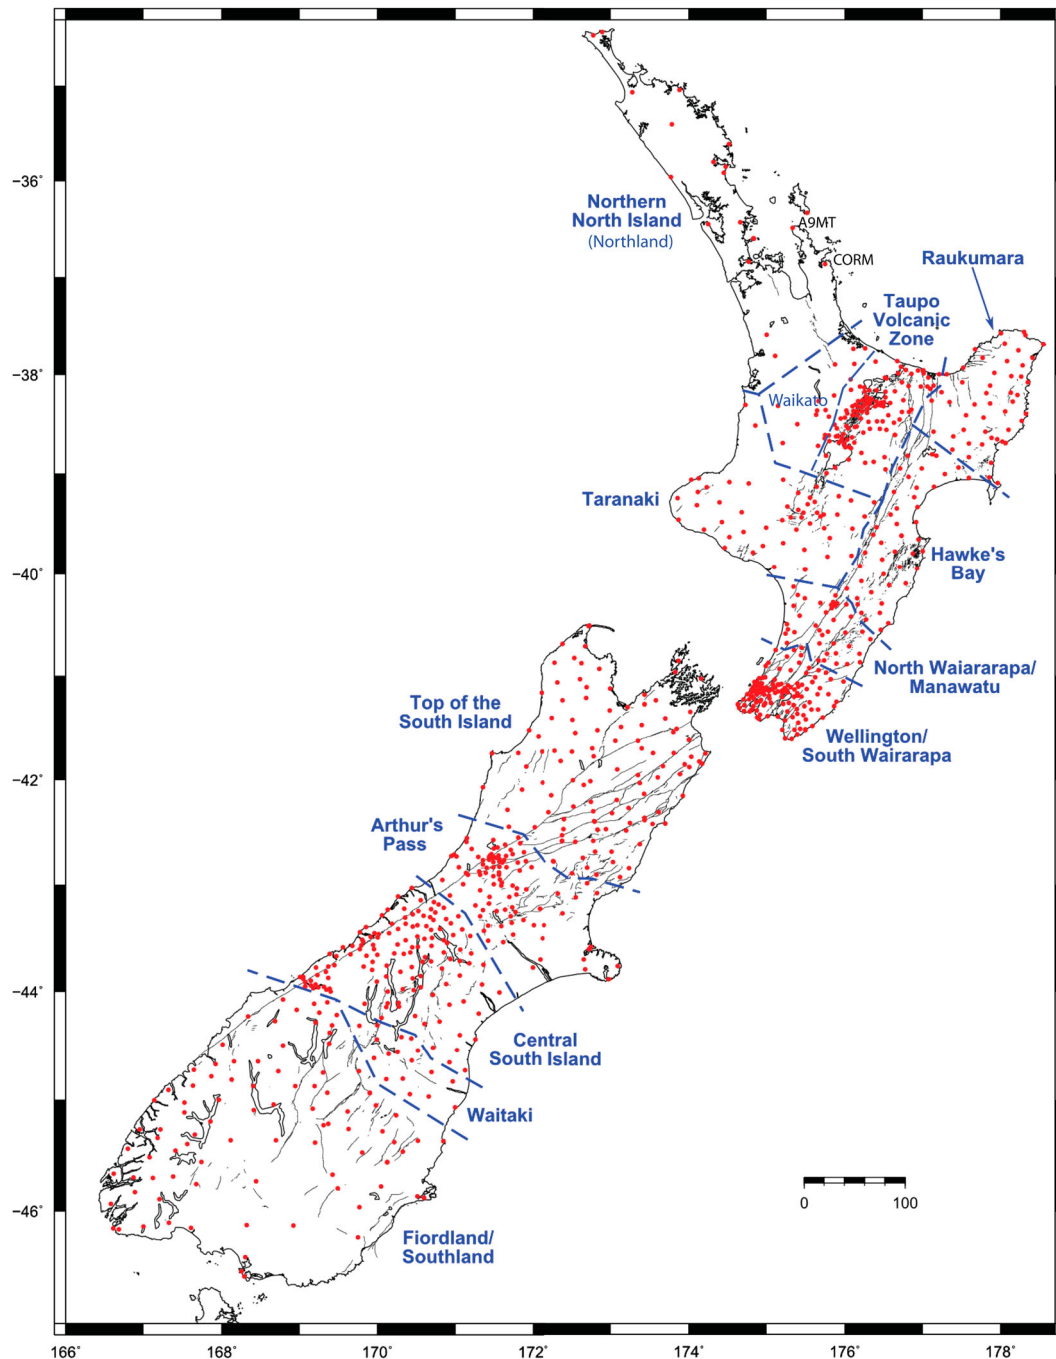 −36°
Northern
North Island
(Northland)
A9MT
CORM
Raukumara
Taupo
Volcanic
Zone
−38°
Waikato
Taranaki
Hawke's
Bay
−40°
North Waiararapa/
Manawatu
Top of the
South Island
Wellington/
South Wairarapa
−42°
Arthur's
Pass
−44°
Central
South Island
Waitaki
0
100
−46°
Fiordland/
Southland
166°
168°
170°
172°
174°
176°
178°